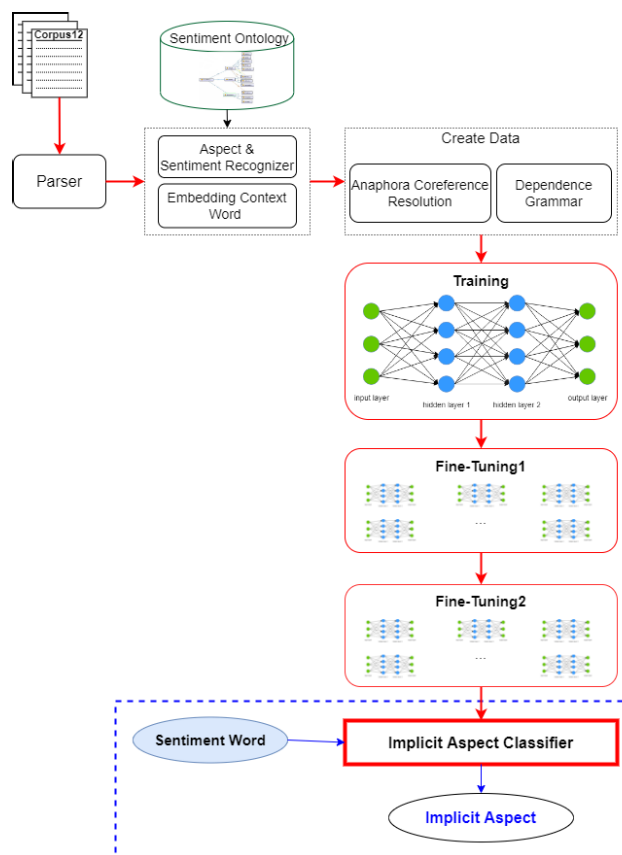 Corpus12
Sentiment Ontology
Parser
Aspect &
Sentiment Recognizer
Embedding Context
Word
Create Data
Anaphora Coreference
Resolution
Dependence
Grammar
Training
input layer
hidden layer 1
hidden layer 2
output layer
Fine-Tuning1
...
Fine-Tuning2
...
Sentiment Word
Implicit Aspect Classifier
Implicit Aspect